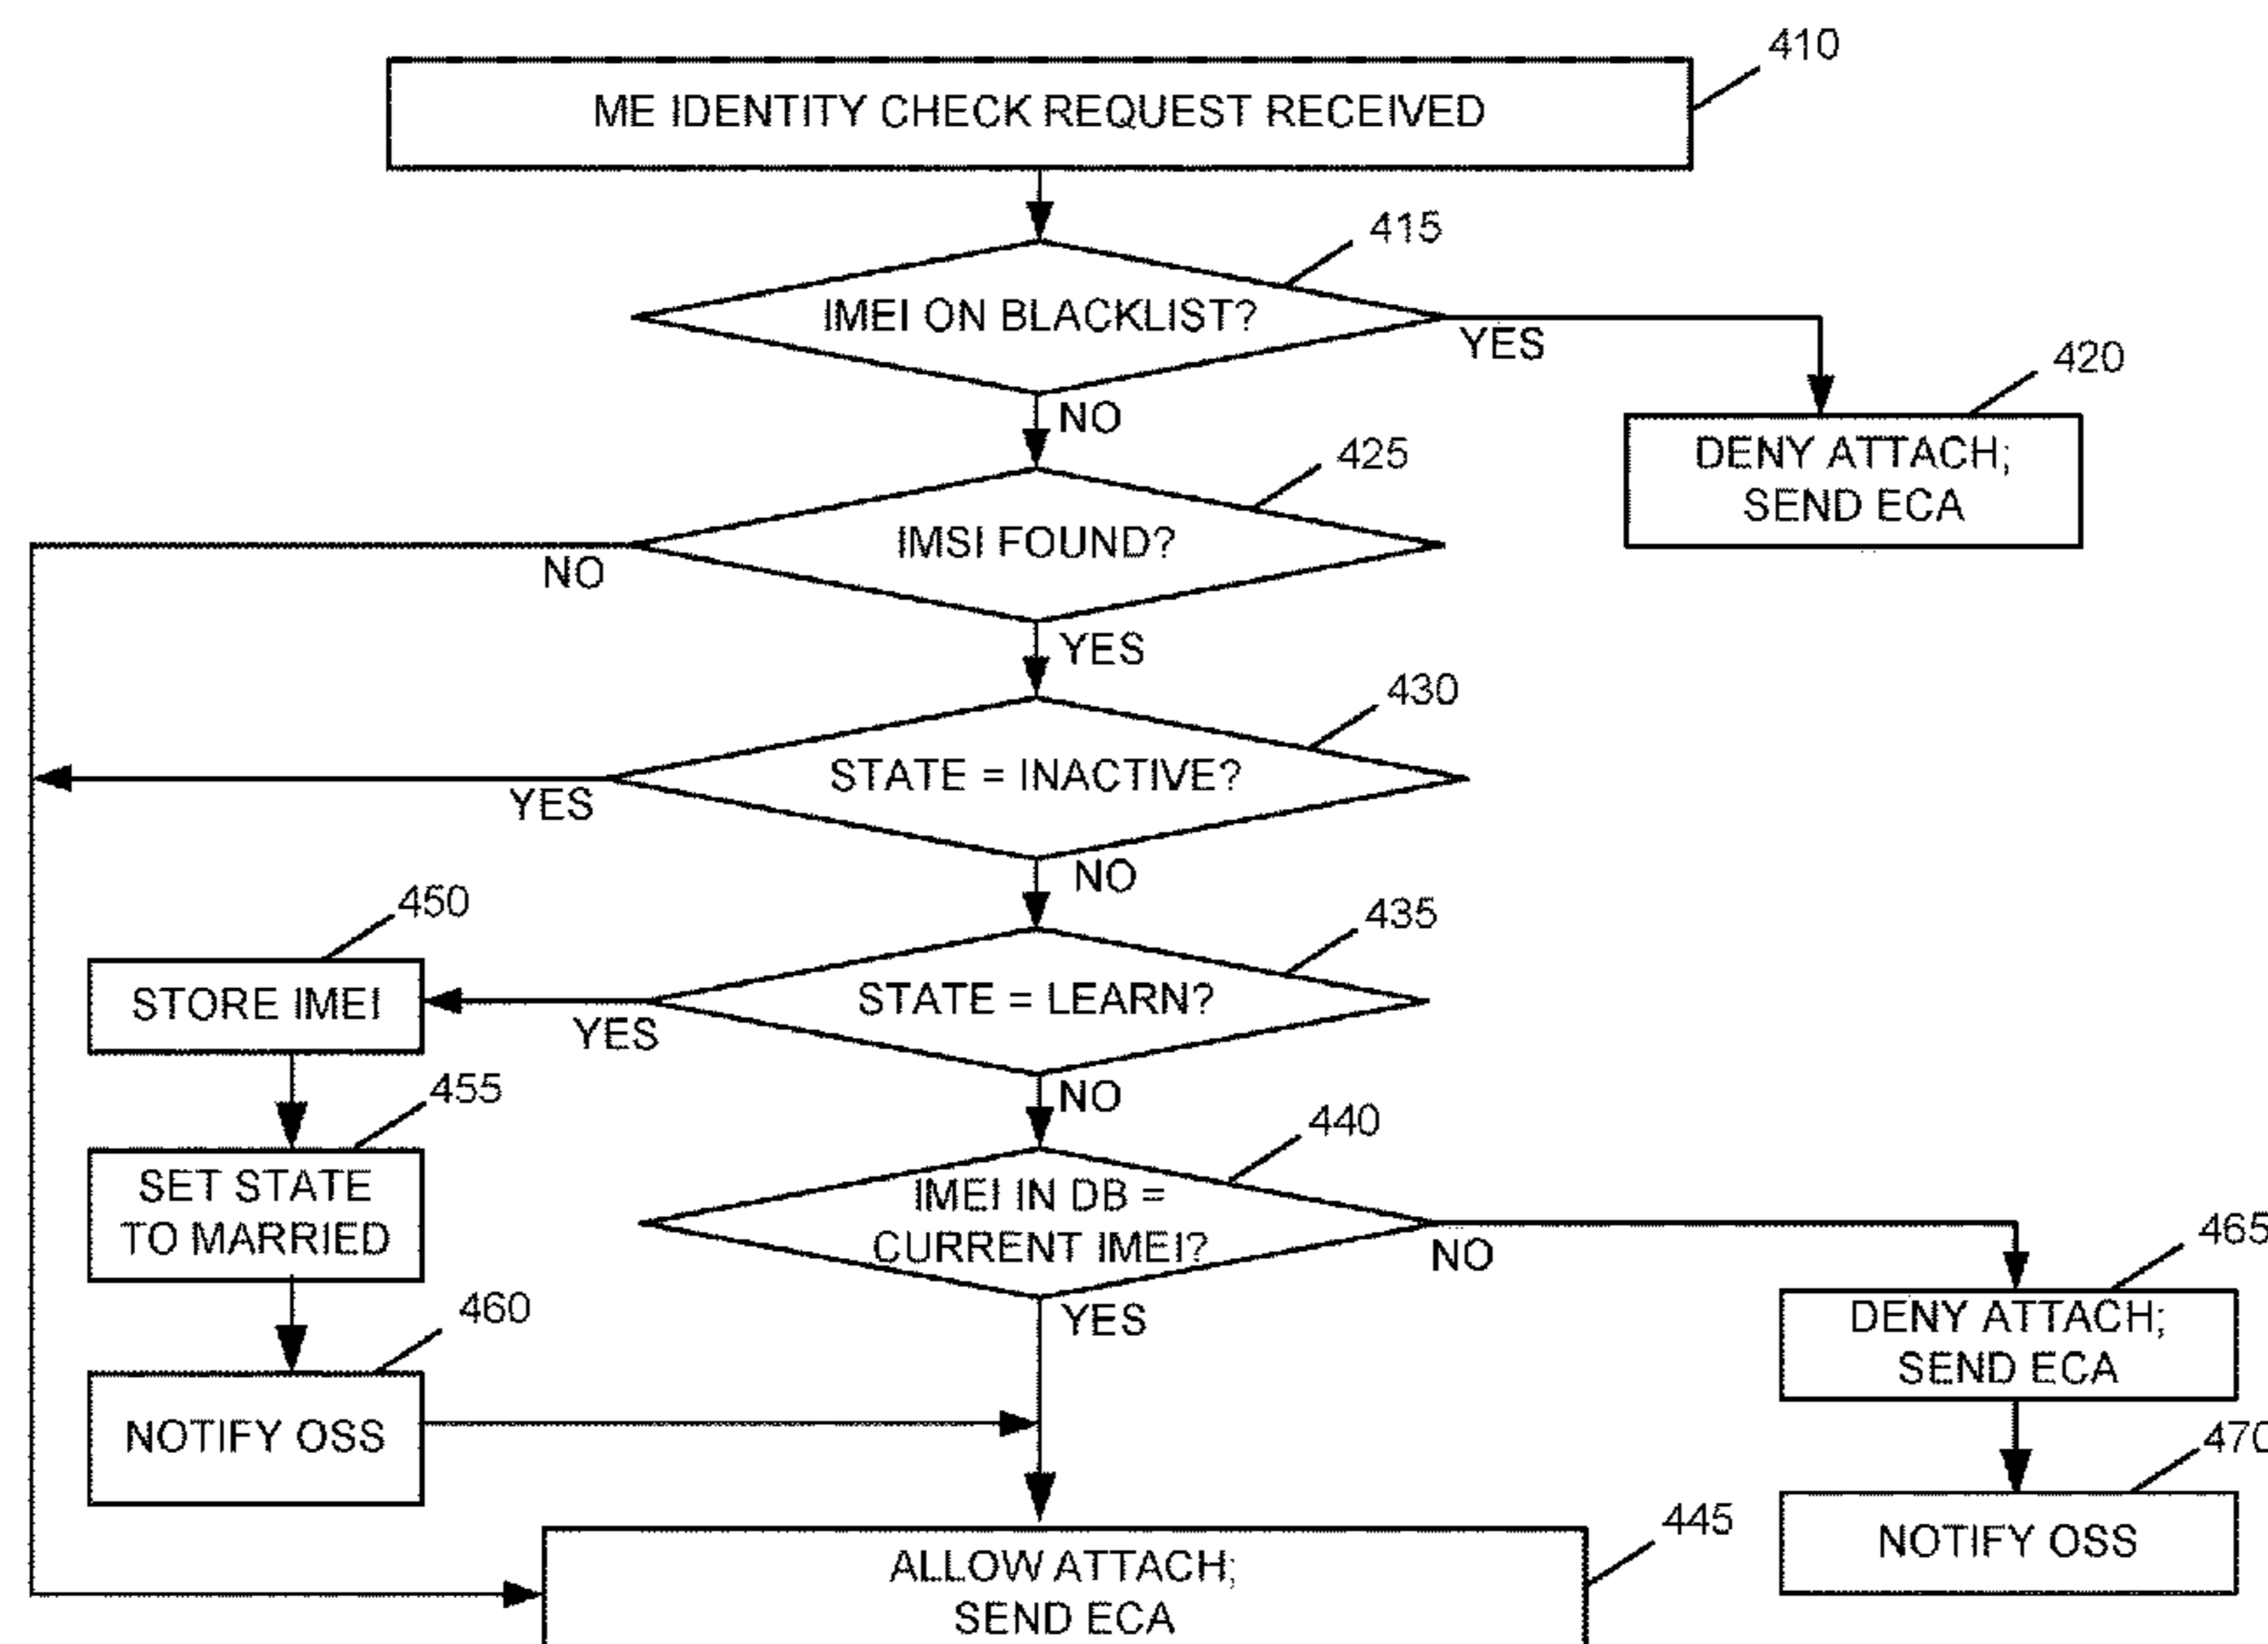 410
ME IDENTITY CHECK REQUEST RECEIVED
415
IMEI ON BLACKLIST?
YES
420
NO
DENY ATTACH;
SEND ECA
425
IMSI FOUND?
NO
YES
430
STATE = INACTIVE?
YES
NO
450
435
STORE IMEI
STATE = LEARN?
YES
455
NO
440
SET STATE
TO MARRIED
IMEI IN DB =
CURRENT IMEI?
NO
465
460
YES
DENY ATTACH;
SEND ECA
NOTIFY OSS
470
445
NOTIFY OSS
ALLOW ATTACH;
SEND ECA